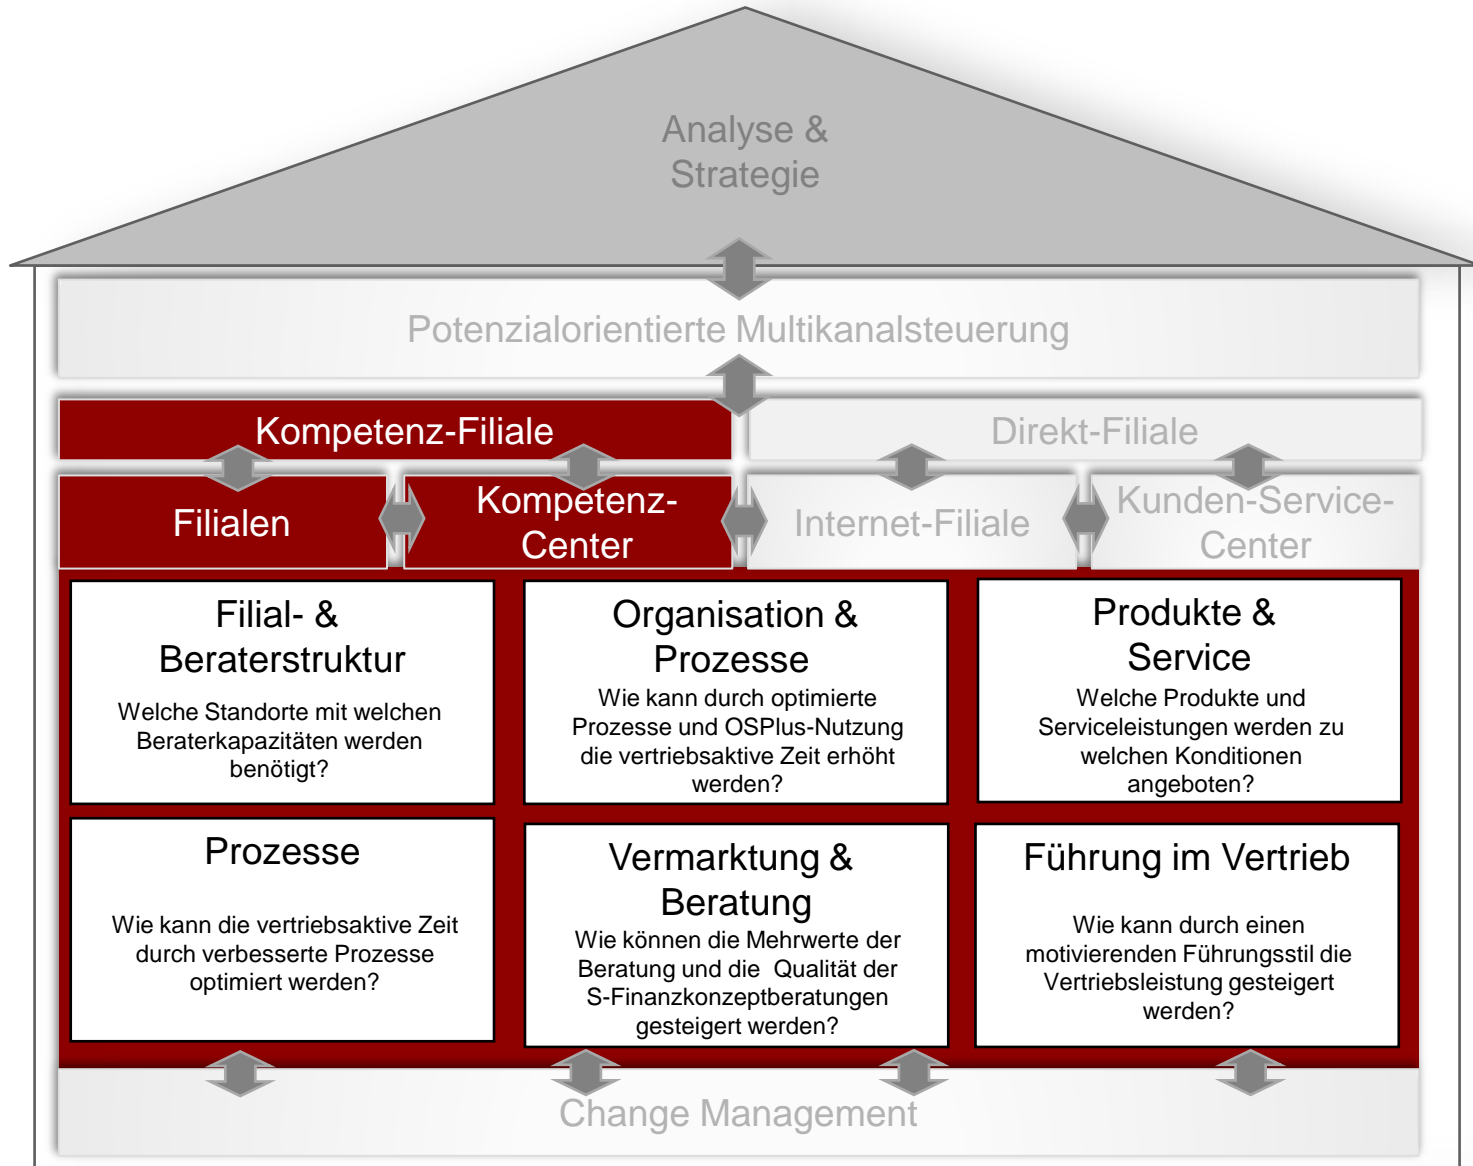 Analyse &
Strategie
Potenzialorientierte Multikanalsteuerung
Kompetenz-Filiale
Direkt-Filiale
Filialen
Kompetenz-
Center
Internet-Filiale
Kunden-Service-
Center
Filial- &
Beraterstruktur
Welche Standorte mit welchen
Beraterkapazitäten werden
benötigt?
Organisation &
Prozesse
Wie kann durch optimierte
Prozesse und OSPlus-Nutzung
die vertriebsaktive Zeit erhöht
werden?
Produkte &
Service
Welche Produkte und
Serviceleistungen werden zu
welchen Konditionen
angeboten?
Prozesse
Wie kann die vertriebsaktive Zeit
durch verbesserte Prozesse
optimiert werden?
Vermarktung &
Beratung
Wie können die Mehrwerte der
Beratung und die  Qualität der
S-Finanzkonzeptberatungen
gesteigert werden?
Führung im Vertrieb
Wie kann durch einen
motivierenden Führungsstil die
Vertriebsleistung gesteigert
werden?
Change Management